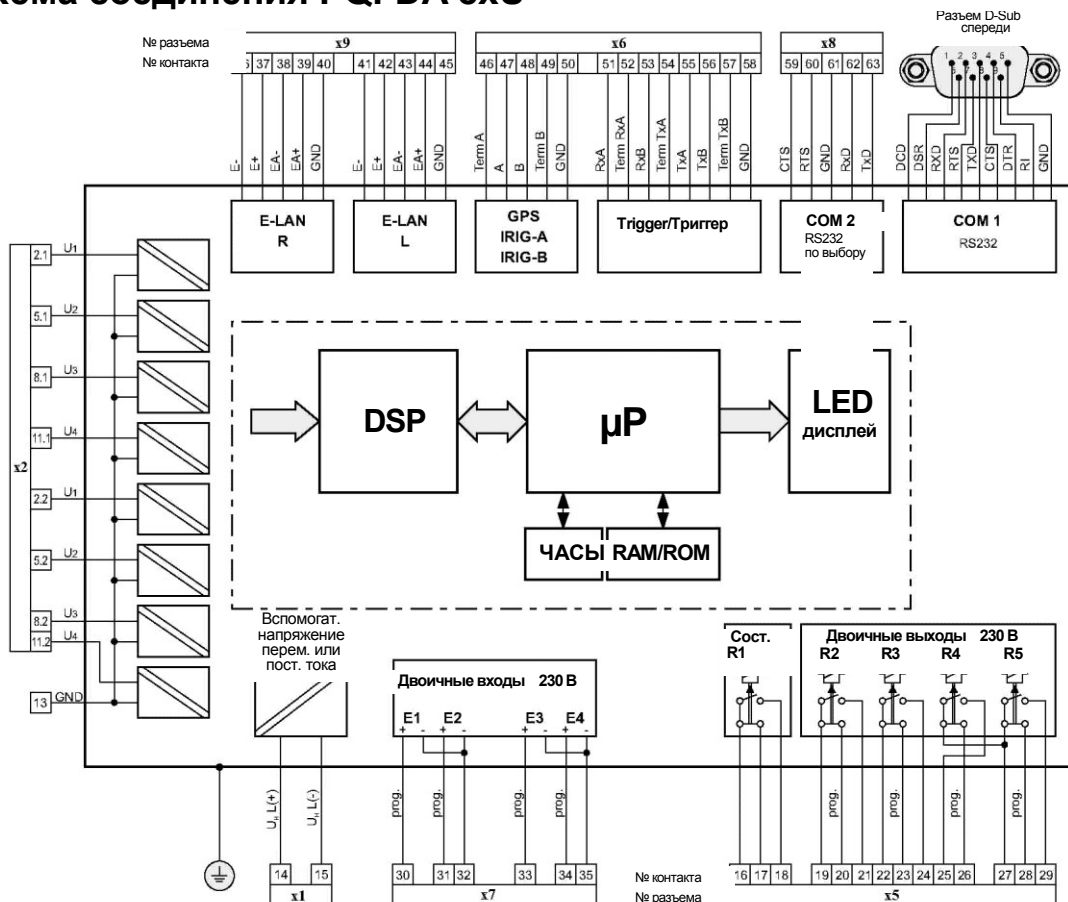 Разъем D-Sub
спереди
№ разъема x9 x6 x8
№ контакта 37 38 39 40 41 42 43 44 45 46 47 48 49 50 51 52 53 54 55 56 57 58 59 60 61 62 63
1 2 3 4 5
E- E+ EA- EA+ GND E- E+ EA- EA+ GND Term A A B Term B GND RxA Term RxA RxB Term TxA TxA TxB Term TxB GND CTS RTS GND RxD TxD DCD DSR RXD RTS TXD CTS DTR RI GND
E-LAN
R
E-LAN
L
GPS
IRIG-A
IRIG-B
Trigger/Триггер
COM 2
RS232
по выбору
COM 1
RS232
x2
2.1 U1
5.1 U2
8.1 U3
11.1 U4
2.2 U1
5.2 U2
8.2 U3
11.2 U4
13 GND
DSP
µP
LED
дисплей
ЧАСЫ
RAM/ROM
Вспомогат.
напряжение
перем. или
пост. тока
Двоичные входы 230 В
E1 E2 E3 E4
+ - + - + - + -
Сост.
R1
Двоичные выходы 230 В
R2 R3 R4 R5
Uн L(+) Uн L(-) prog. prog. prog. prog. prog. prog. prog. prog.
14 15 30 31 32 33 34 35 № контакта 16 17 18 19 20 21 22 23 24 25 26 27 28 29
x1 x7 № разъема x5